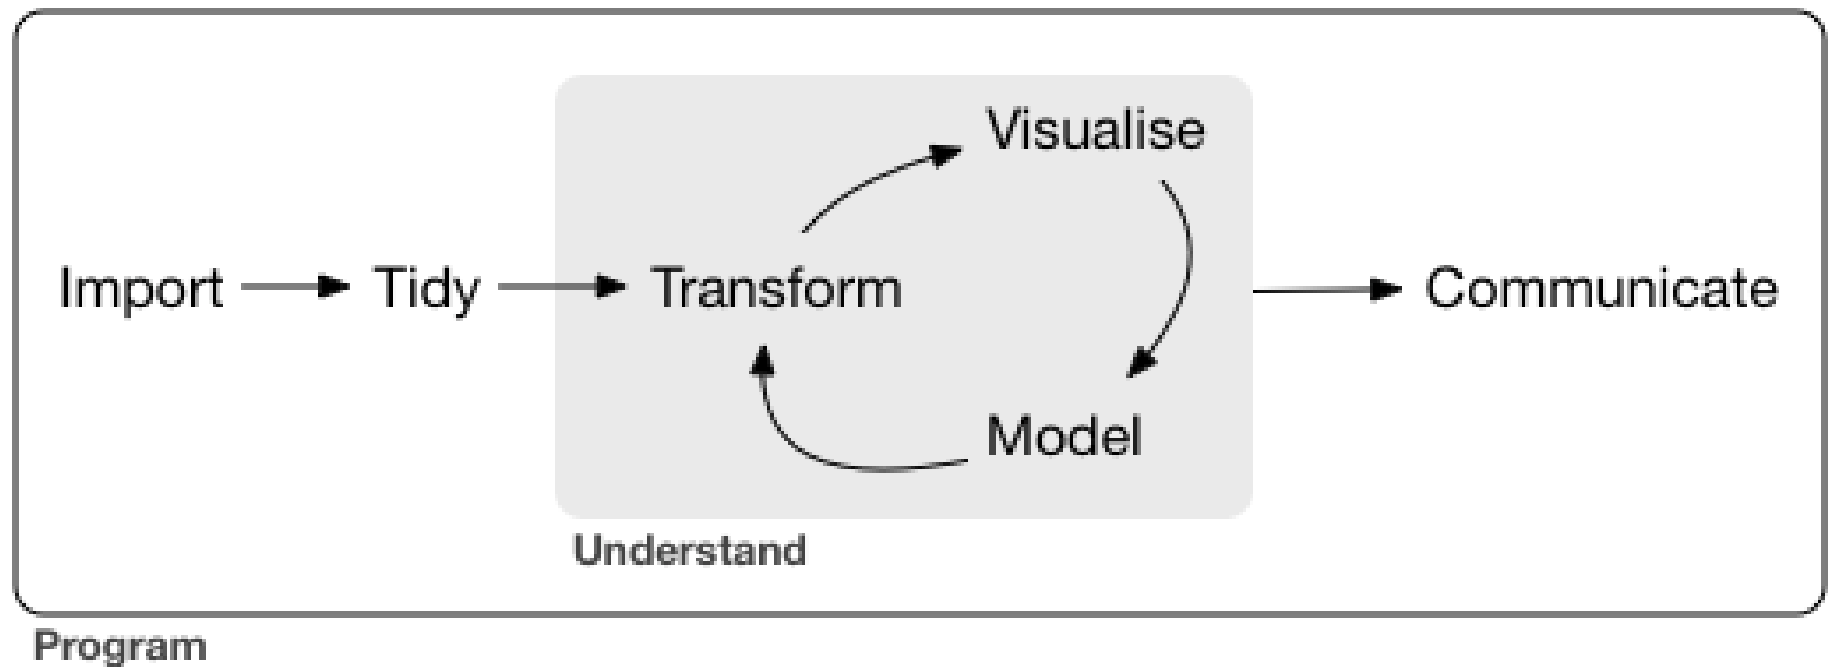 Visualise
Import
Tidy
Transform
Communicate
Model
Understand
Program